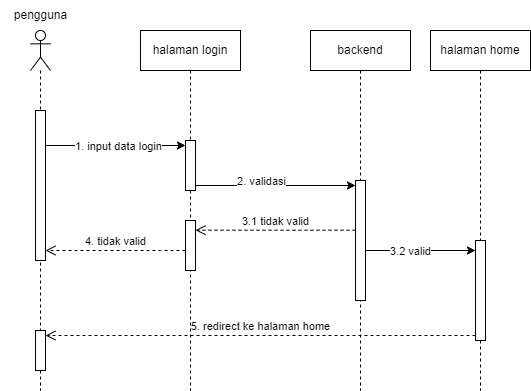 pengguna
halaman login
backend
halaman home
1. input data login
2. validasi
3.1 tidak valid
4. tidak valid
3.2 valid
5. redirect ke halaman home